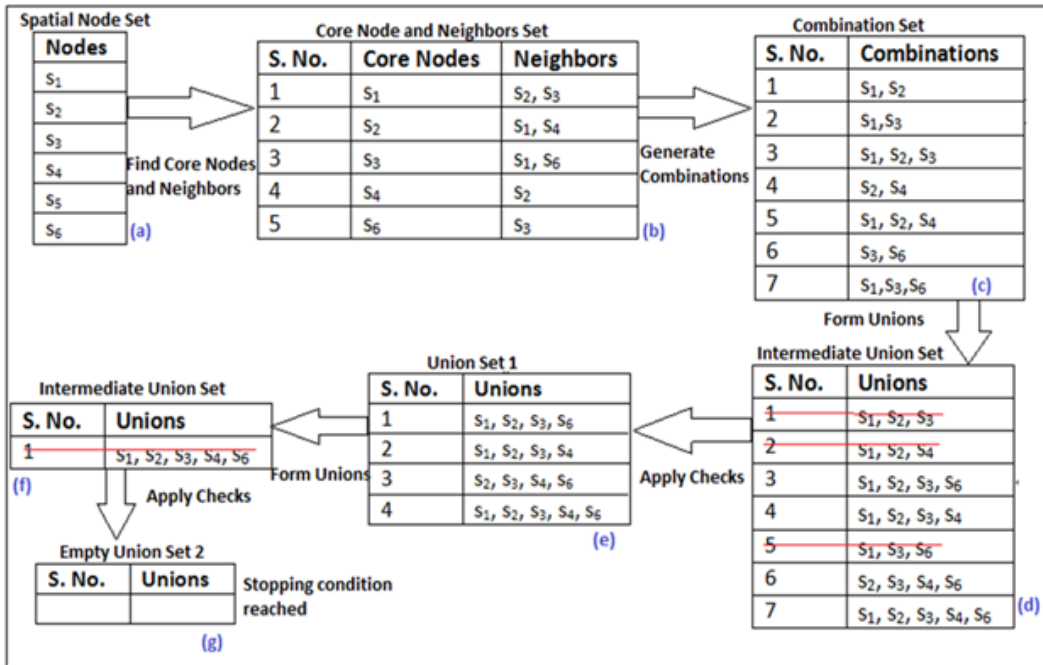 Spatial Node Set
Nodes
S₁
S₂
S₃
S₄
S₅
S₆
(a)
Find Core Nodes
and Neighbors
Core Node and Neighbors Set
S. No. Core Nodes Neighbors
1 S₁ S₂, S₃
2 S₂ S₁, S₄
3 S₃ S₁, S₆
4 S₄ S₂
5 S₆ S₃
(b)
Generate
Combinations
Combination Set
S. No. Combinations
1 S₁, S₂
2 S₁,S₃
3 S₁, S₂, S₃
4 S₂, S₄
5 S₁, S₂, S₄
6 S₃, S₆
7 S₁,S₃,S₆
(c)
Form Unions
Intermediate Union Set
S. No. Unions
1 S₁, S₂, S₃
2 S₁, S₂, S₄
3 S₁, S₂, S₃, S₆
4 S₁, S₂, S₃, S₄
5 S₁, S₃, S₆
6 S₂, S₃, S₄, S₆
7 S₁, S₂, S₃, S₄, S₆
(d)
Apply Checks
Union Set 1
S. No. Unions
1 S₁, S₂, S₃, S₆
2 S₁, S₂, S₃, S₄
3 S₂, S₃, S₄, S₆
4 S₁, S₂, S₃, S₄, S₆
(e)
Form Unions
Intermediate Union Set
S. No. Unions
1 S₁, S₂, S₃, S₄, S₆
(f)
Apply Checks
Empty Union Set 2
S. No. Unions
Stopping condition
reached
(g)